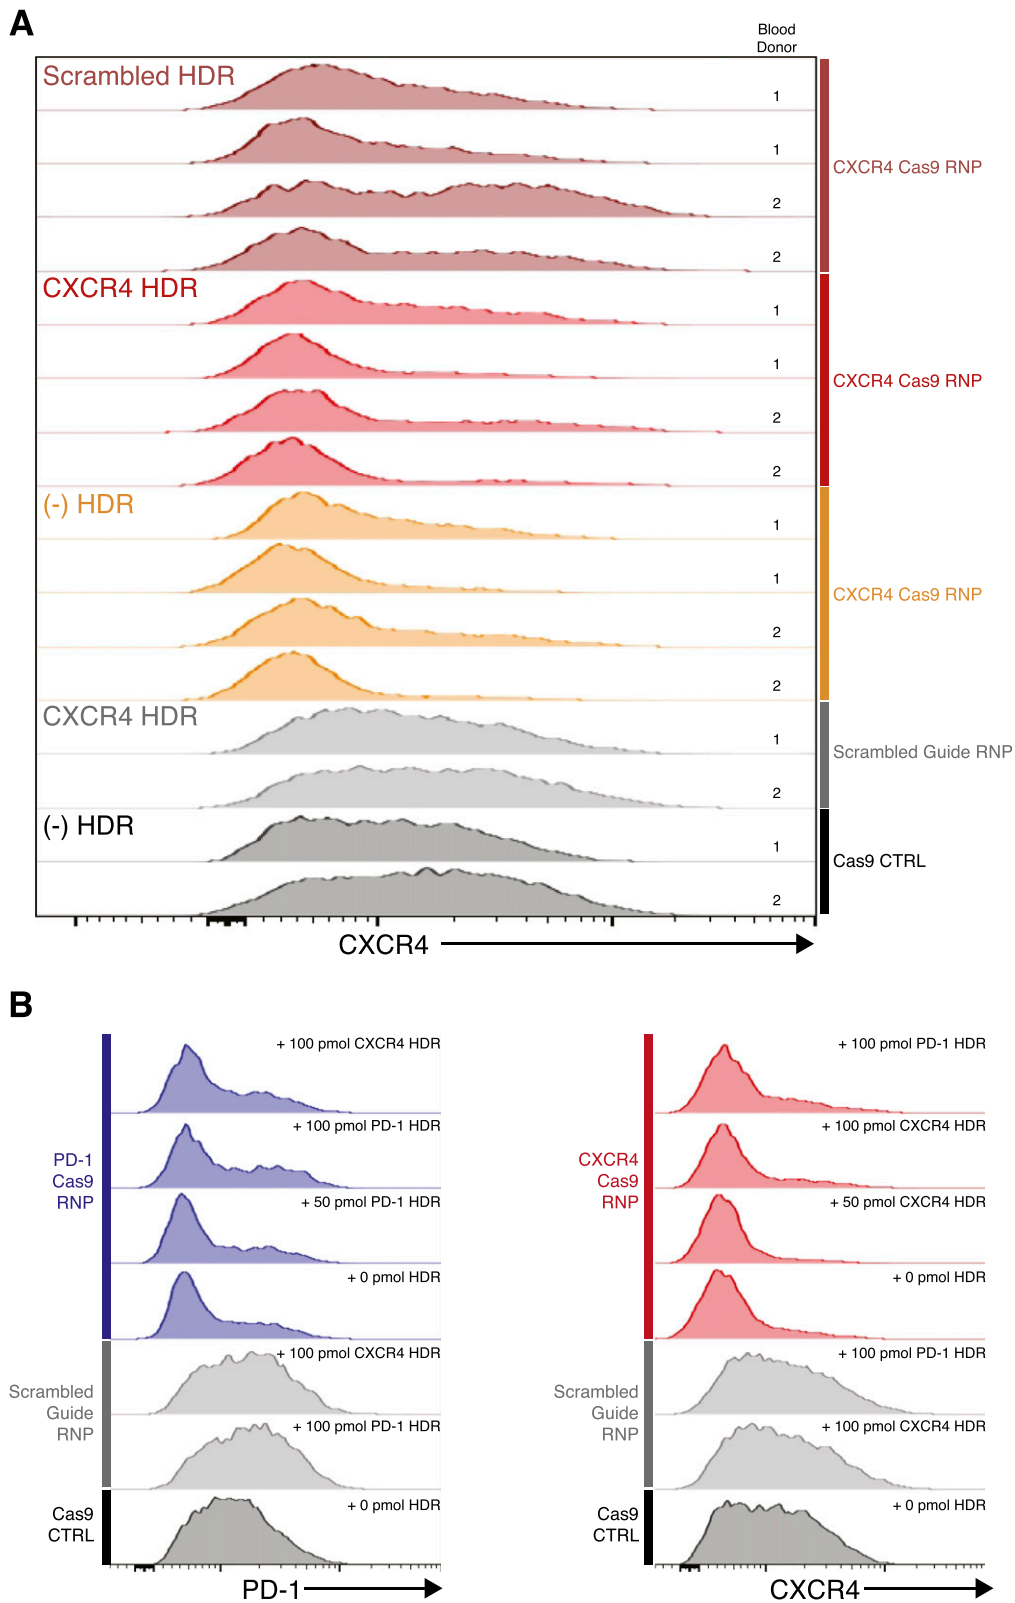 A
Blood
Donor
Scrambled HDR
1
1
CXCR4 Cas9 RNP
2
2
CXCR4 HDR
1
1
CXCR4 Cas9 RNP
2
2
(-) HDR
1
1
CXCR4 Cas9 RNP
2
2
CXCR4 HDR
1
Scrambled Guide RNP
2
(-) HDR
1
Cas9 CTRL
2
CXCR4
B
+ 100 pmol CXCR4 HDR
+ 100 pmol PD-1 HDR
PD-1
Cas9
RNP
+ 50 pmol PD-1 HDR
+ 0 pmol HDR
+ 100 pmol CXCR4 HDR
Scrambled
Guide
RNP
+ 100 pmol PD-1 HDR
Cas9
CTRL
+ 0 pmol HDR
PD-1
+ 100 pmol PD-1 HDR
+ 100 pmol CXCR4 HDR
CXCR4
Cas9
RNP
+ 50 pmol CXCR4 HDR
+ 0 pmol HDR
+ 100 pmol PD-1 HDR
Scrambled
Guide
RNP
+ 100 pmol CXCR4 HDR
Cas9
CTRL
+ 0 pmol HDR
CXCR4